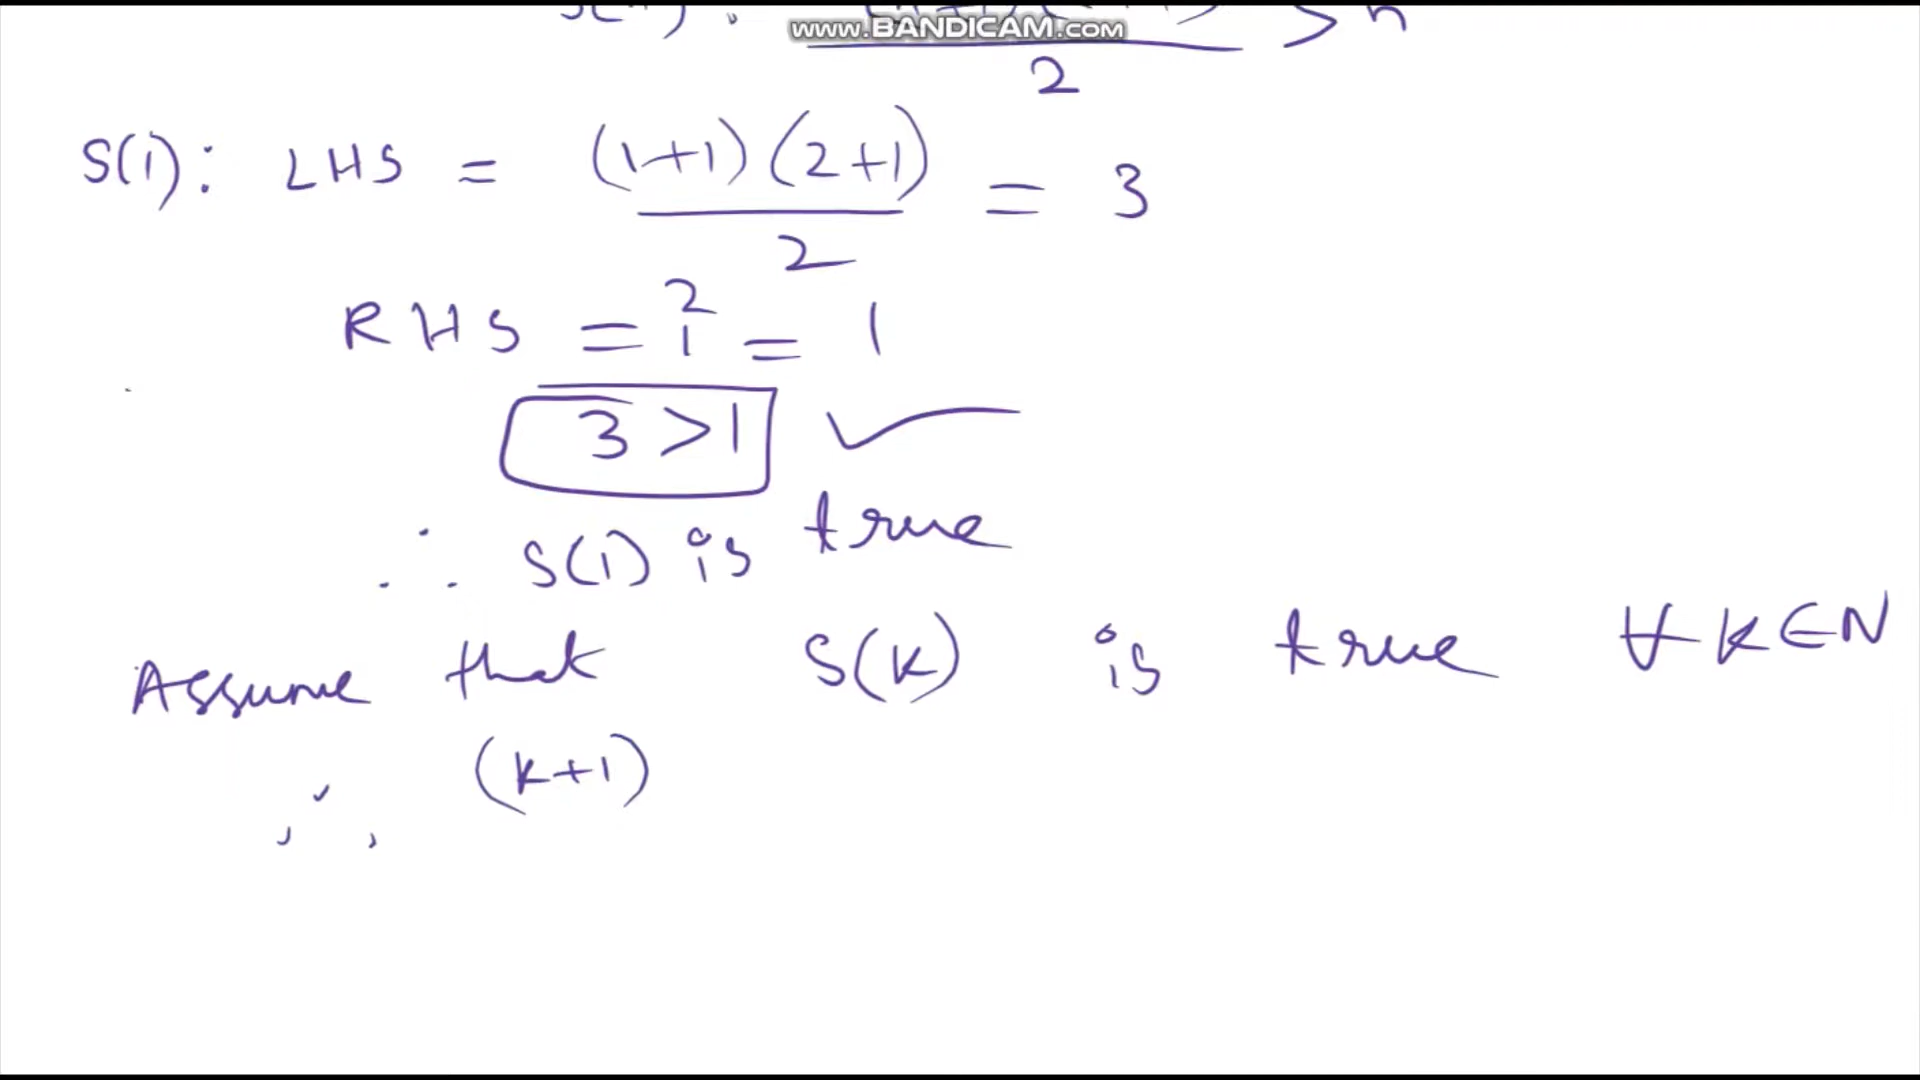 www.BANDICAM.com
> n
2
S(1): LHS = (1+1)(2+1) / 2 = 3
RHS = 1² = 1
3 > 1 ✓
∴ S(1) is true
Assume that S(k) is true ∀ k ∈ N
∴ (k+1)